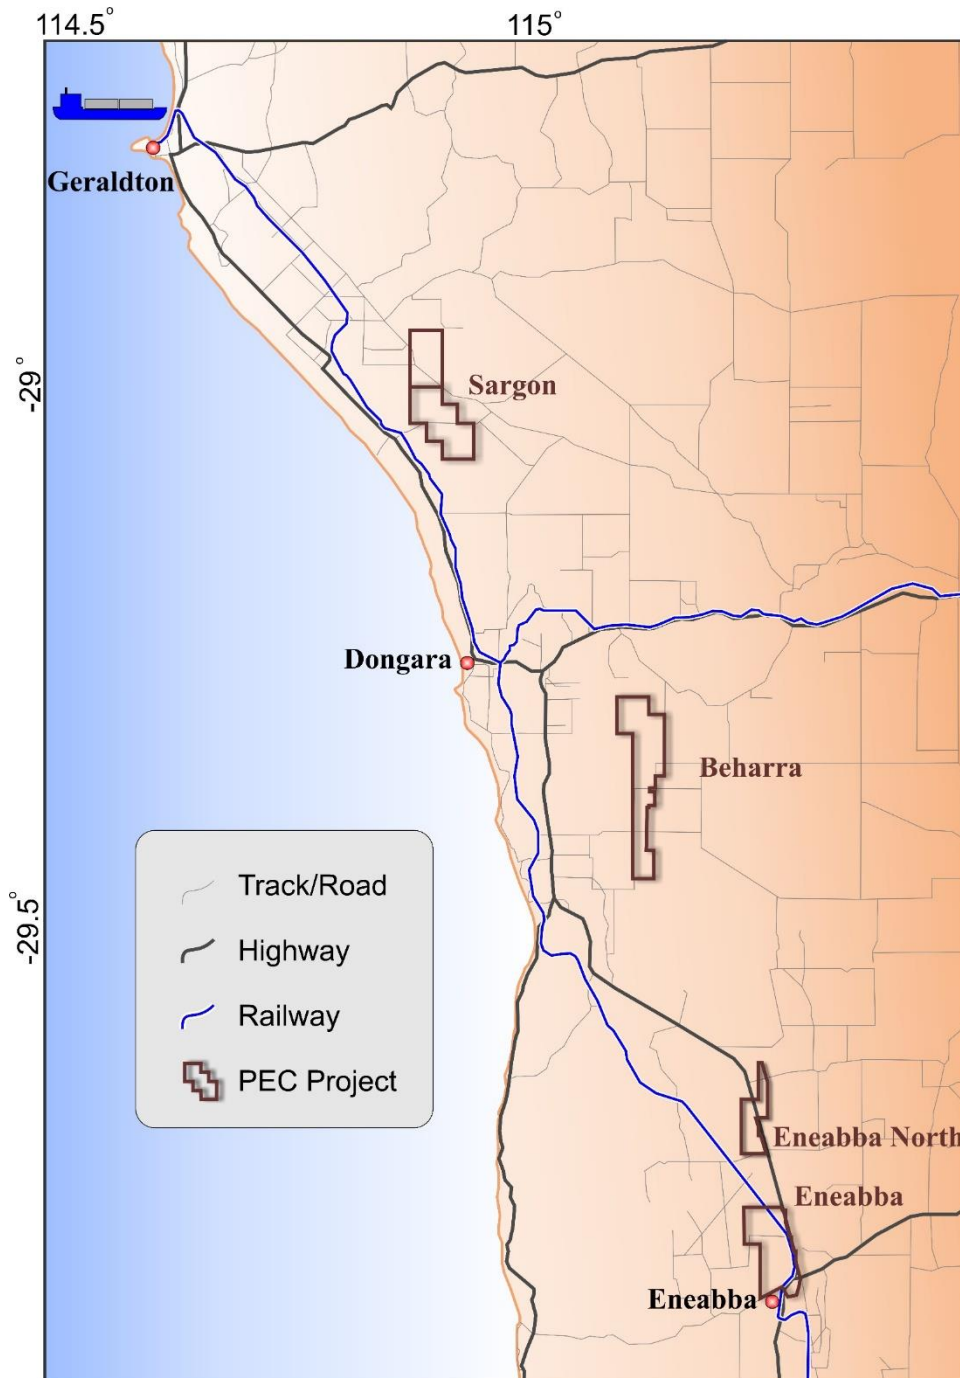 114.5°
115°
Geraldton
-29°
Sargon
Dongara
Beharra
-29.5°
Track/Road
Highway
Railway
PEC Project
Eneabba North
Eneabba
Eneabba